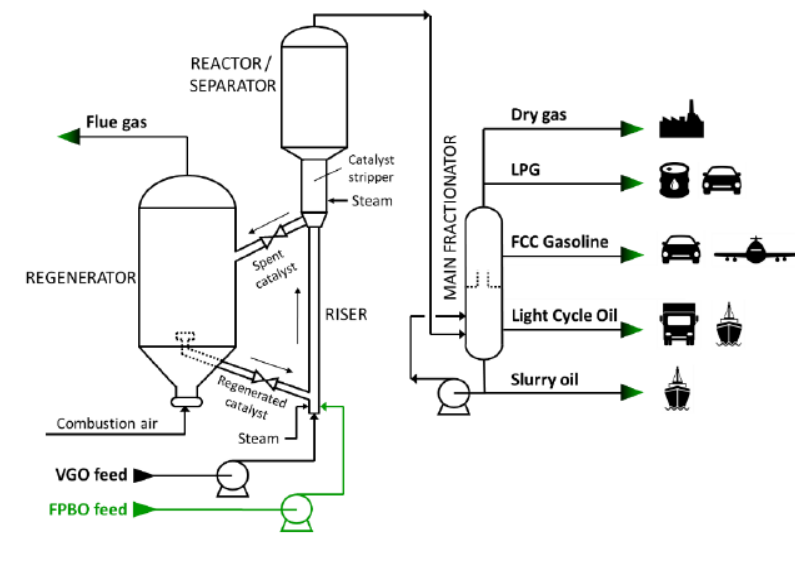 REACTOR /
SEPARATOR
Dry gas
Flue gas
Catalyst
stripper
LPG
Steam
MAIN FRACTIONATOR
FCC Gasoline
Spent
catalyst
REGENERATOR
RISER
Light Cycle Oil
Regenerated
catalyst
Slurry oil
Combustion air
Steam
VGO feed
FPBO feed